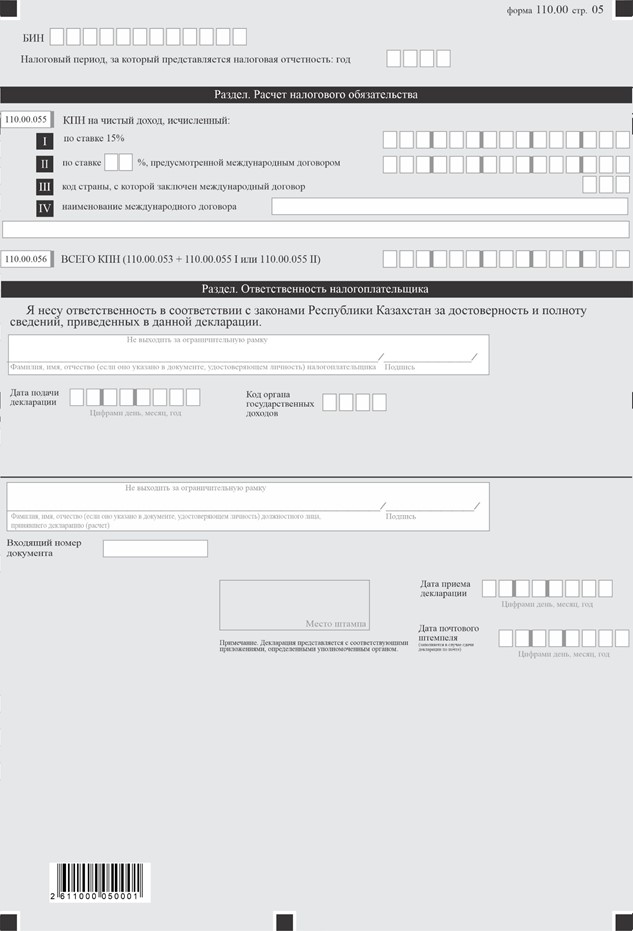 форма 110.00 стр. 05
БИН
Налоговый период, за который представляется налоговая отчетность: год
Раздел. Расчет налогового обязательства
110.00.055 КПН на чистый доход, исчисленный:
I по ставке 15%
II по ставке %, предусмотренной международным договором
III код страны, с которой заключен международный договор
IV наименование международного договора
110.00.056 ВСЕГО КПН (110.00.053 + 110.00.055 I или 110.00.055 II)
Раздел. Ответственность налогоплательщика
Я несу ответственность в соответствии с законами Республики Казахстан за достоверность и полноту
сведений, приведенных в данной декларации.
Не выходить за ограничительную рамку
/ /
Фамилия, имя, отчество (если оно указано в документе, удостоверяющем личность) налогоплательщика Подпись
Дата подачи
декларации
Цифрами день, месяц, год
Код органа
государственных
доходов
Не выходить за ограничительную рамку
/ /
Фамилия, имя, отчество (если оно указано в документе, удостоверяющем личность) должностного лица, Подпись
принявшего декларацию (расчет)
Входящий номер
документа
Место штампа
Дата приема
декларации
Цифрами день, месяц, год
Примечание. Декларация представляется с соответствующими
приложениями, определенными уполномоченным органом.
Дата почтового
штемпеля
(заполняется в случае сдачи
декларации по почте)
Цифрами день, месяц, год
2 611000 050001